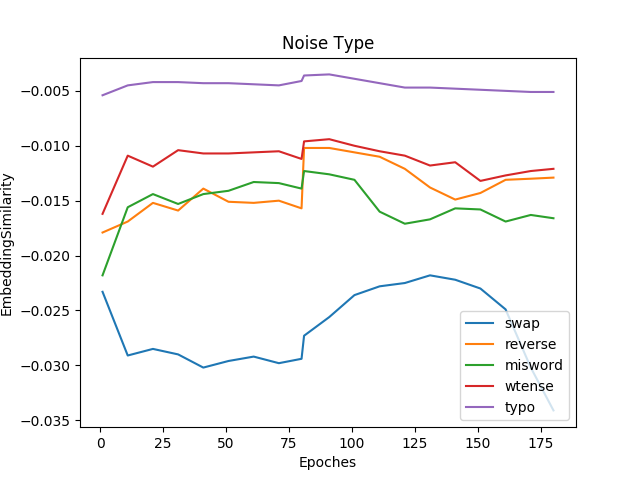 Noise Type
EmbeddingSimilarity
−0.005
−0.010
−0.015
−0.020
−0.025
−0.030
−0.035
0
25
50
75
100
125
150
175
Epoches
swap
reverse
misword
wtense
typo